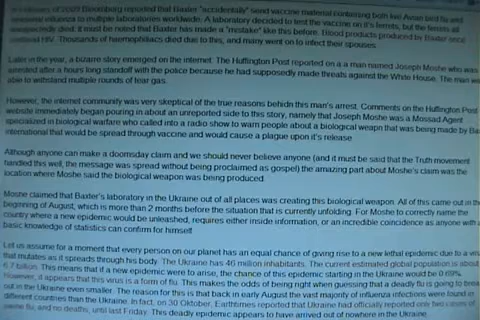 In February of 2009 Bloomberg reported that Baxter "accidentally" send vaccine material containing both live Avian bird flu and
seasonal influenza to multiple laboratories worldwide. A laboratory decided to test the vaccine on it's ferrets, but the ferrets all
unexpectedly died. It must be noted that Baxter has made a "mistake" like this before. Blood products produced by Baxter once
contained HIV. Thousands of haemophiliacs died due to this, and many went on to infect their spouses.
Later in the year, a bizarre story emerged on the internet. The Huffington Post reported on a a man named Joseph Moshe who was
arrested after a hours long standoff with the police because he had supposedly made threats against the White House. The man was
able to withstand multiple rounds of tear gas.
However, the internet community was very skeptical of the true reasons behidn this man's arrest. Comments on the Huffington Post
website immediately began pouring in about an unreported side to this story, namely that Joseph Moshe was a Mossad Agent
specialized in biological warfare who called into a radio show to warn people about a biological weapn that was being made by Ba
international that would be spread through vaccine and would cause a plague upon it's release
Although anyone can make a doomsday claim and we should never believe anyone (and it must be said that the Truth movement
handled this well, the message was spread without being proclaimed as gospel) the amazing part about Moshe's claim was the
location where Moshe said the biological weapon was being produced
Moshe claimed that Baxter's laboratory in the Ukraine out of all places was creating this biological weapon. All of this came out in the
beginning of August, which is more than 2 months before the situation that is currently unfolding. For Moshe to correctly name the
country where a new epidemic would be unleashed, requires either inside information, or an incredible coincidence as anyone with a
basic knowledge of statistics can confirm for himself
Let us assume for a moment that every person on our planet has an equal chance of giving rise to a new lethal epidemic due to a virus
that mutates as it spreads through his body. The Ukraine has 46 million inhabitants. The current estimated global population is about
6.7 billion. This means that if a new epidemic were to arise, the chance of this epidemic starting in the Ukraine would be 0.69%.
However, it appears that this virus is a form of flu. This makes the odds of being right when guessing that a deadly flu is going to break
out in the Ukraine even smaller. The reason for this is that back in early August the vast majority of influenza infections were found in
different countries than the Ukraine. In fact, on 30 Oktober, Earthtimes reported that Ukraine had officially reported only two cases of
swine flu and no deaths, until last Friday. This deadly epidemic appears to have arrived out of nowhere in the Ukraine